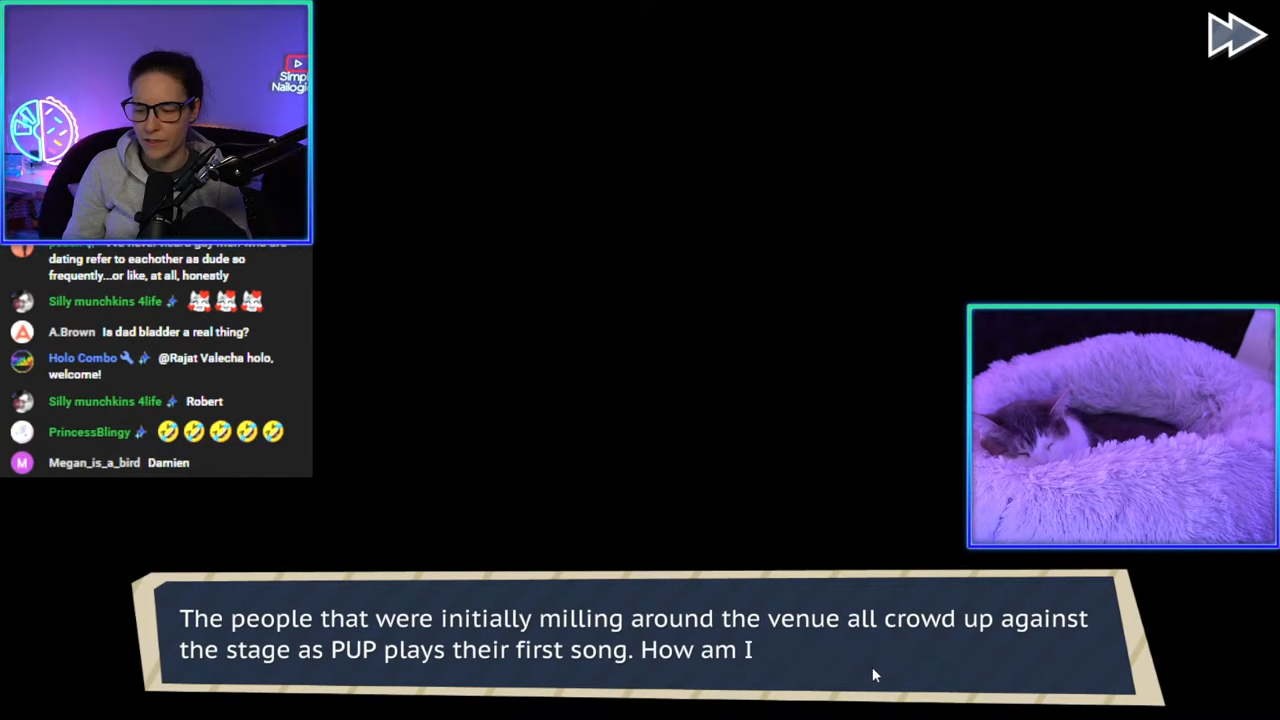 Simply
Nailogical
dating refer to eachother as dude so
frequently...or like, at all, honestly
Silly munchkins 4life
A.Brown Is dad bladder a real thing?
Holo Combo @Rajat Valecha holo,
welcome!
Silly munchkins 4life Robert
PrincessBlingy
M Megan_is_a_bird Damien
The people that were initially milling around the venue all crowd up against
the stage as PUP plays their first song. How am I